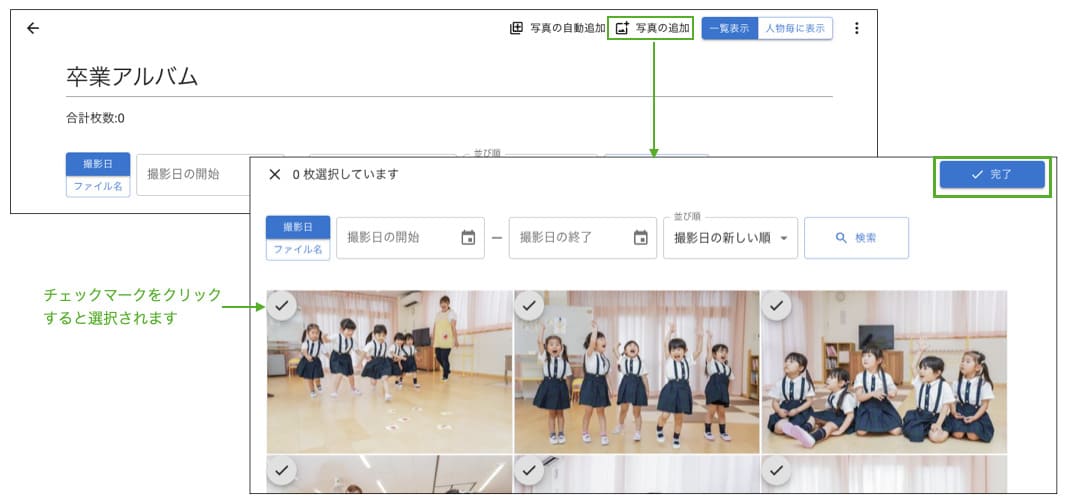 写真の自動追加 写真の追加 一覧表示 人物毎に表示
卒業アルバム
合計枚数:0
撮影日
ファイル名
撮影日の開始
並び順
0 枚選択しています
完了
撮影日
ファイル名
撮影日の開始
—
撮影日の終了
並び順
撮影日の新しい順
検索
チェックマークをクリック
すると選択されます